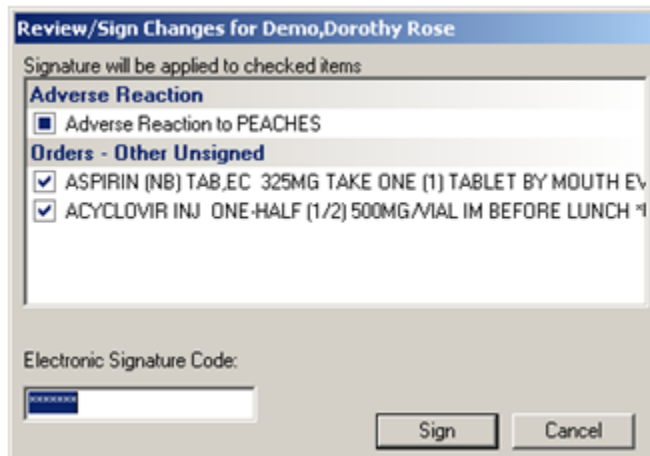 Review/Sign Changes for Demo,Dorothy Rose
Signature will be applied to checked items
Adverse Reaction
Adverse Reaction to PEACHES
Orders - Other Unsigned
ASPIRIN (NB) TAB,EC 325MG TAKE ONE (1) TABLET BY MOUTH EV
ACYCLOVIR INJ ONE-HALF (1/2) 500MG/VIAL IM BEFORE LUNCH *
Electronic Signature Code:
*******
Sign
Cancel